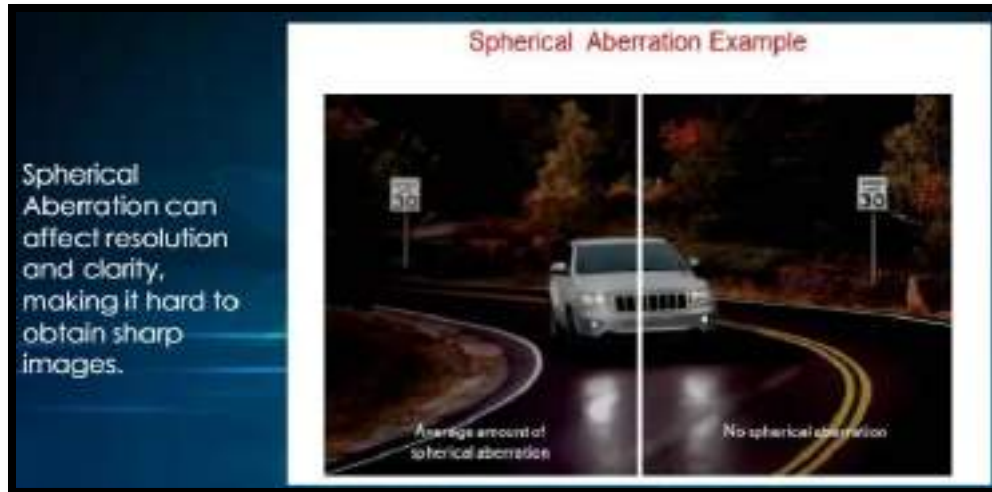 Spherical Aberration Example
Spherical
Aberration can
affect resolution
and clarity,
making it hard to
obtain sharp
images.
30
30
Average amount of
spherical aberration
No spherical aberration